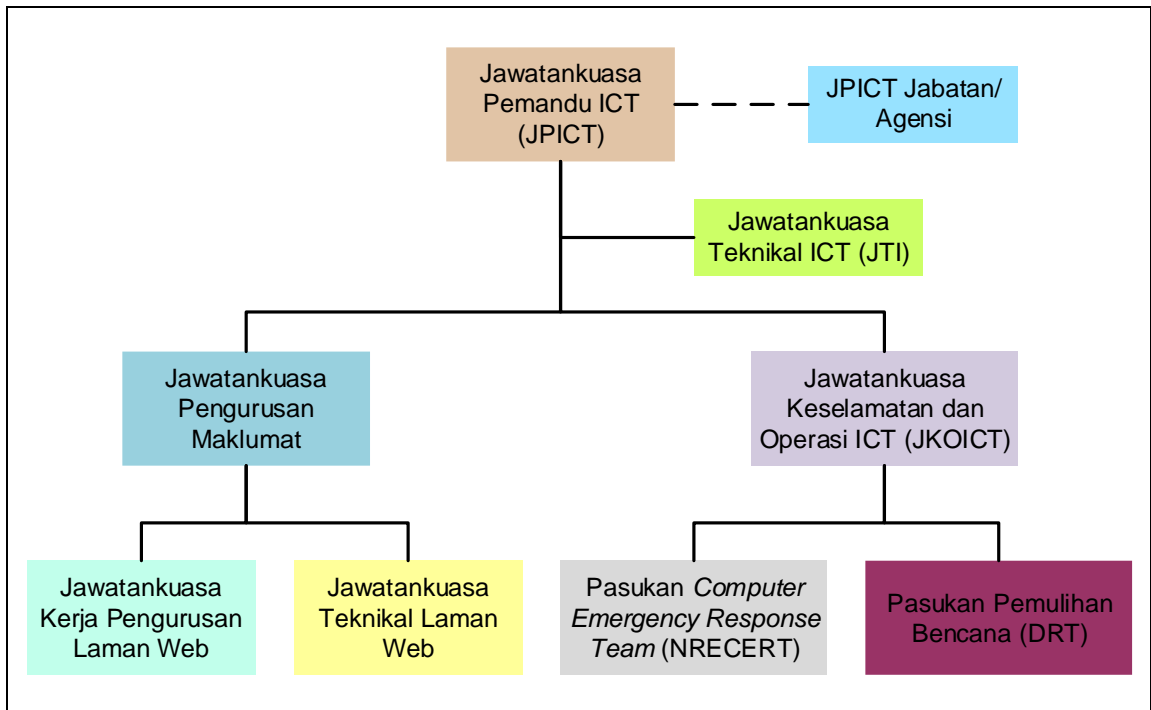 Jawatankuasa
Pemandu ICT
(JPICT)
JPICT Jabatan/
Agensi
Jawatankuasa
Teknikal ICT (JTI)
Jawatankuasa
Pengurusan
Maklumat
Jawatankuasa
Keselamatan dan
Operasi ICT (JKOICT)
Jawatankuasa
Kerja Pengurusan
Laman Web
Jawatankuasa
Teknikal Laman
Web
Pasukan Computer
Emergency Response
Team (NRECERT)
Pasukan Pemulihan
Bencana (DRT)